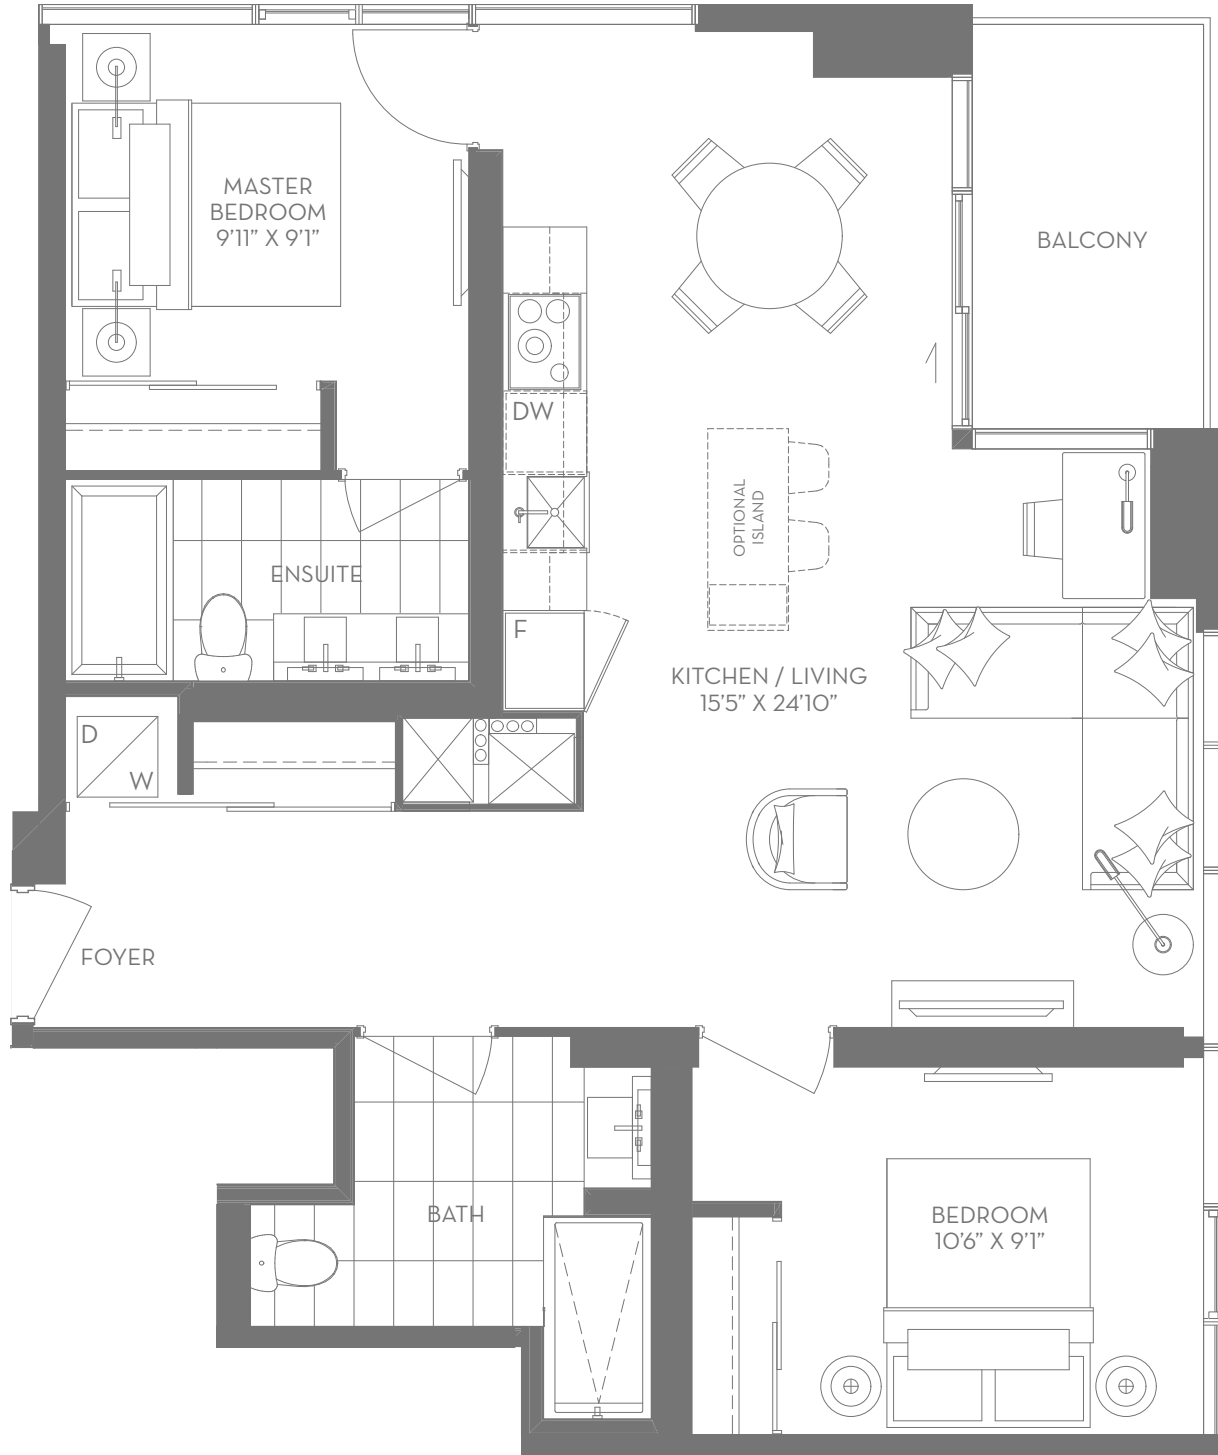 MASTER
BEDROOM
9'11" X 9'1"
BALCONY
DW
OPTIONAL
ISLAND
ENSUITE
F
KITCHEN / LIVING
15'5" X 24'10"
D
W
FOYER
BATH
BEDROOM
10'6" X 9'1"